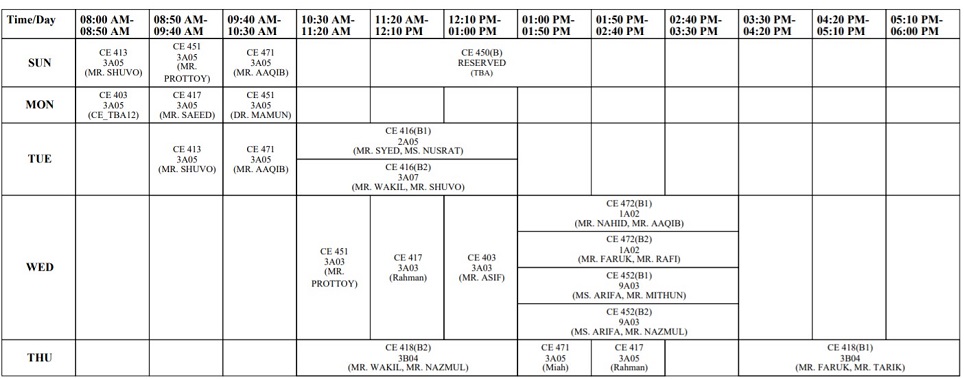 Time/Day 08:00 AM- 08:50 AM- 09:40 AM- 10:30 AM- 11:20 AM- 12:10 PM- 01:00 PM- 01:50 PM- 02:40 PM- 03:30 PM- 04:20 PM- 05:10 PM-
08:50 AM 09:40 AM 10:30 AM 11:20 AM 12:10 PM 01:00 PM 01:50 PM 02:40 PM 03:30 PM 04:20 PM 05:10 PM 06:00 PM
SUN
CE 413
3A05
(MR. SHUVO)
CE 451
3A05
(MR.
PROTTOY)
CE 471
3A05
(MR. AAQIB)
CE 450(B)
RESERVED
(TBA)
MON
CE 403
3A05
(CE_TBA12)
CE 417
3A05
(MR. SAEED)
CE 451
3A05
(DR. MAMUN)
TUE
CE 413
3A05
(MR. SHUVO)
CE 471
3A05
(MR. AAQIB)
CE 416(B1)
2A05
(MR. SYED, MS. NUSRAT)
CE 416(B2)
3A07
(MR. WAKIL, MR. SHUVO)
WED
CE 451
3A03
(MR.
PROTTOY)
CE 417
3A03
(Rahman)
CE 403
3A03
(MR. ASIF)
CE 472(B1)
1A02
(MR. NAHID, MR. AAQIB)
CE 472(B2)
1A02
(MR. FARUK, MR. RAFI)
CE 452(B1)
9A03
(MS. ARIFA, MR. MITHUN)
CE 452(B2)
9A03
(MS. ARIFA, MR. NAZMUL)
THU
CE 418(B2)
3B04
(MR. WAKIL, MR. NAZMUL)
CE 471
3A05
(Miah)
CE 417
3A05
(Rahman)
CE 418(B1)
3B04
(MR. FARUK, MR. TARIK)